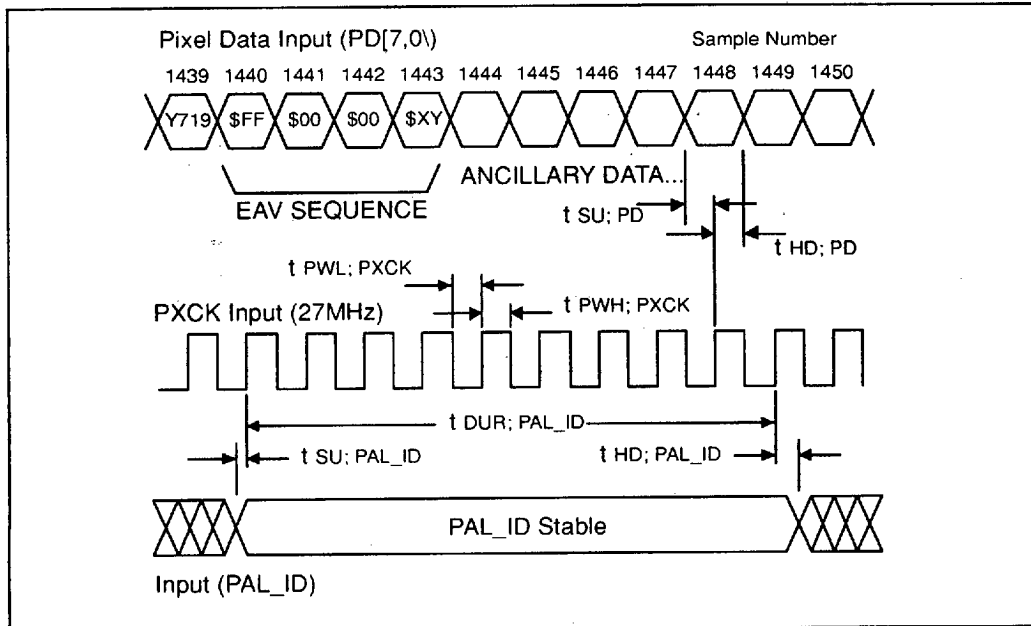 Pixel Data Input (PD[7,0\)
Sample Number
1439 1440 1441 1442 1443 1444 1445 1446 1447 1448 1449 1450
Y719 $FF $00 $00 $XY
EAV SEQUENCE
ANCILLARY DATA...
t SU; PD
t HD; PD
t PWL; PXCK
t PWH; PXCK
PXCK Input (27MHz)
t DUR; PAL_ID
t SU; PAL_ID
t HD; PAL_ID
PAL_ID Stable
Input (PAL_ID)